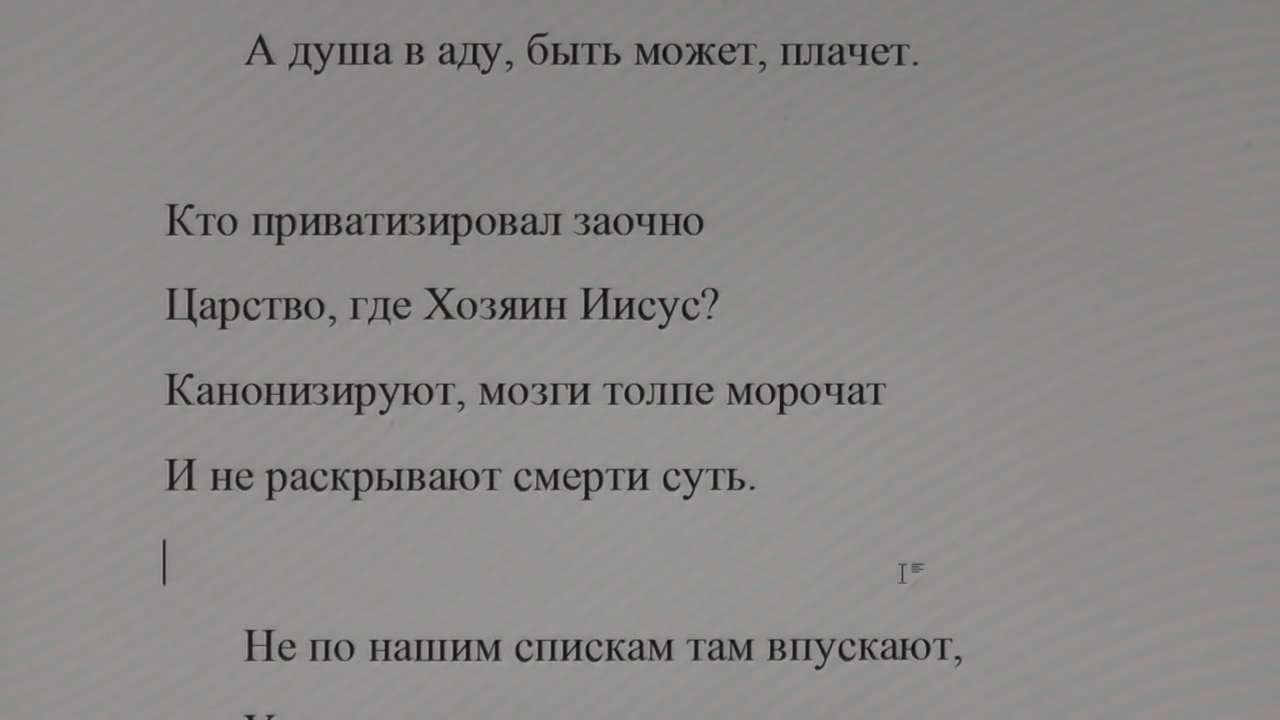 А душа в аду, быть может, плачет.
Кто приватизировал заочно
Царство, где Хозяин Иисус?
Канонизируют, мозги толпе морочат
И не раскрывают смерти суть.
Не по нашим спискам там впускают,